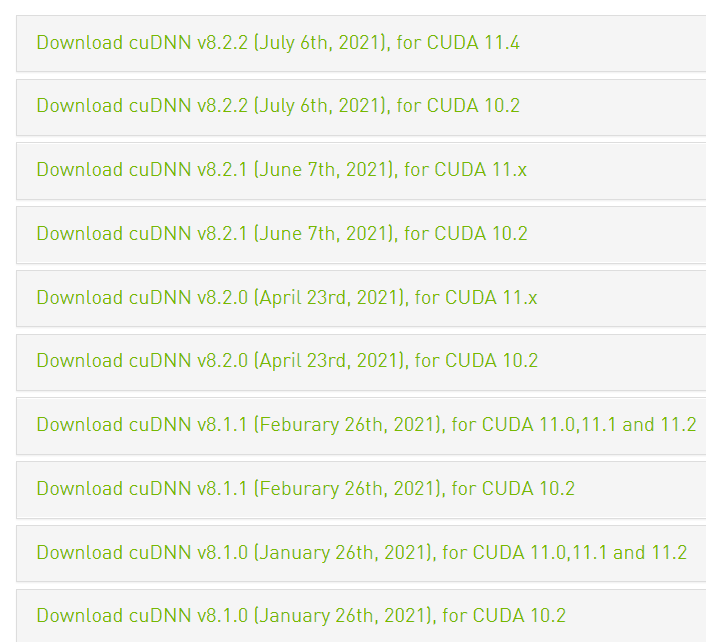 Download cuDNN v8.2.2 (July 6th, 2021), for CUDA 11.4
Download cuDNN v8.2.2 (July 6th, 2021), for CUDA 10.2
Download cuDNN v8.2.1 (June 7th, 2021), for CUDA 11.x
Download cuDNN v8.2.1 (June 7th, 2021), for CUDA 10.2
Download cuDNN v8.2.0 (April 23rd, 2021), for CUDA 11.x
Download cuDNN v8.2.0 (April 23rd, 2021), for CUDA 10.2
Download cuDNN v8.1.1 (Feburary 26th, 2021), for CUDA 11.0,11.1 and 11.2
Download cuDNN v8.1.1 (Feburary 26th, 2021), for CUDA 10.2
Download cuDNN v8.1.0 (January 26th, 2021), for CUDA 11.0,11.1 and 11.2
Download cuDNN v8.1.0 (January 26th, 2021), for CUDA 10.2